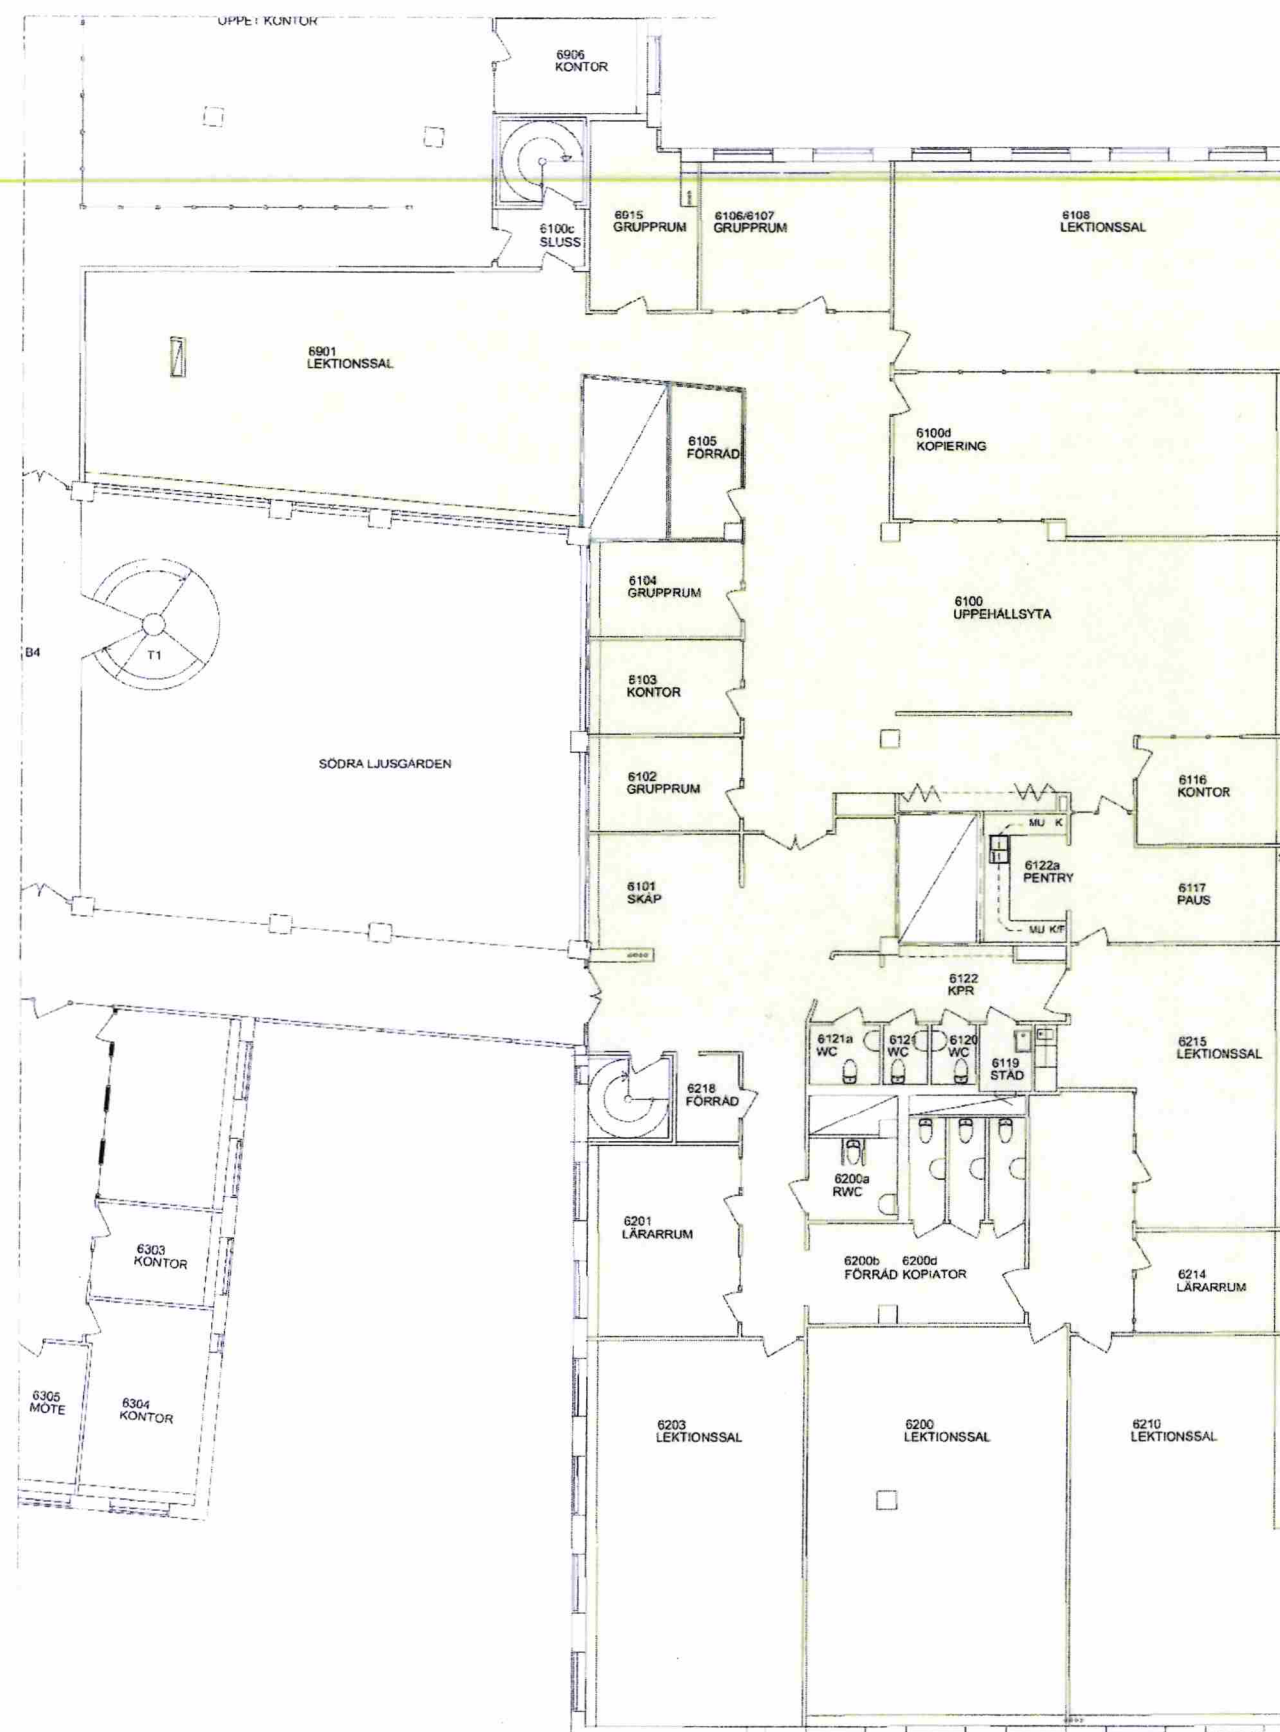 6906
KONTOR
6915
GRUPPRUM
6106/6107
GRUPPRUM
6108
LEKTIONSSAL
6100c
SLUSS
6901
LEKTIONSSAL
6105
FÖRRÅD
6100d
KOPIERING
6104
GRUPPRUM
6100
UPPEHÅLLSYTA
B4
T1
6103
KONTOR
SÖDRA LJUSGÅRDEN
6102
GRUPPRUM
6116
KONTOR
MU K
6122a
PENTRY
6101
SKÅP
6117
PAUS
MU K/F
6122
KPR
6121a
WC
6121
WC
6120
WC
6119
STÄD
6215
LEKTIONSSAL
6218
FÖRRÅD
6200a
RWC
6201
LÄRARRUM
6303
KONTOR
6200b
FÖRRÅD
6200d
KOPIATOR
6214
LÄRARRUM
6305
MÖTE
6304
KONTOR
6203
LEKTIONSSAL
6200
LEKTIONSSAL
6210
LEKTIONSSAL